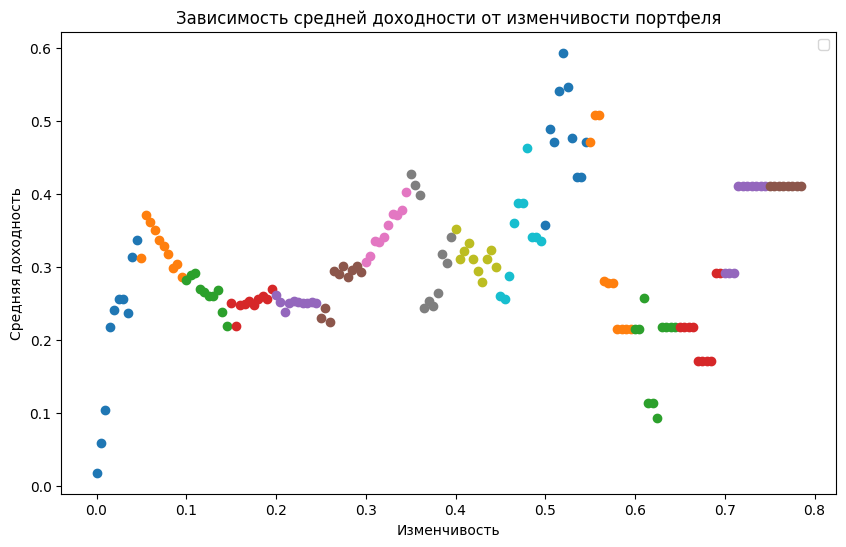 Зависимость средней доходности от изменчивости портфеля
Средняя доходность
0.6
0.5
0.4
0.3
0.2
0.1
0.0
0.0 0.1 0.2 0.3 0.4 0.5 0.6 0.7 0.8
Изменчивость